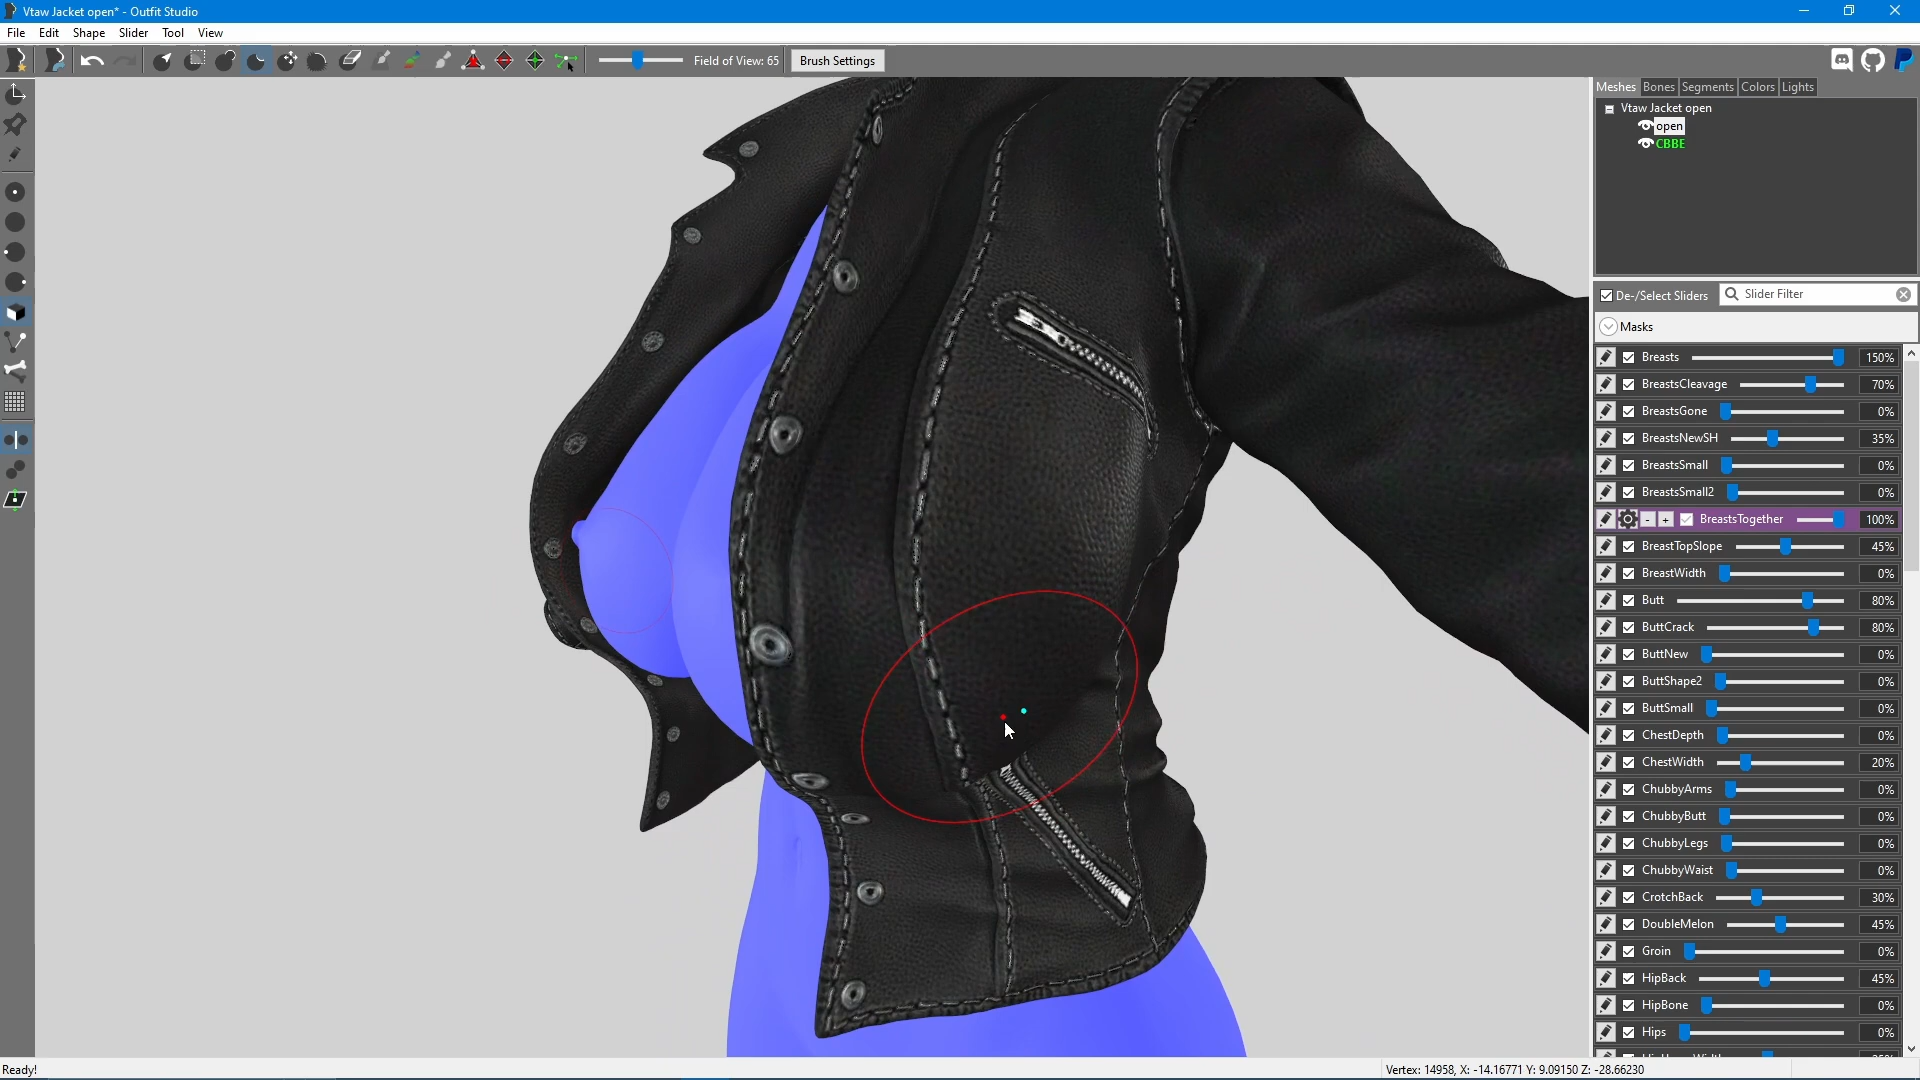 Vtaw Jacket open* - Outfit Studio
File Edit Shape Slider Tool View
Field of View: 65 Brush Settings
Meshes Bones Segments Colors Lights
Vtaw Jacket open
open
CBBE
De-/Select Sliders Slider Filter
Masks
Breasts 150%
BreastsCleavage 70%
BreastsGone 0%
BreastsNewSH 35%
BreastsSmall 0%
BreastsSmall2 0%
- + BreastsTogether 100%
BreastTopSlope 45%
BreastWidth 0%
Butt 80%
ButtCrack 80%
ButtNew 0%
ButtShape2 0%
ButtSmall 0%
ChestDepth 0%
ChestWidth 20%
ChubbyArms 0%
ChubbyButt 0%
ChubbyLegs 0%
ChubbyWaist 0%
CrotchBack 30%
DoubleMelon 45%
Groin 0%
HipBack 45%
HipBone 0%
Hips 0%
Ready! Vertex: 14958, X: -14.16771 Y: 9.09150 Z: -28.66230